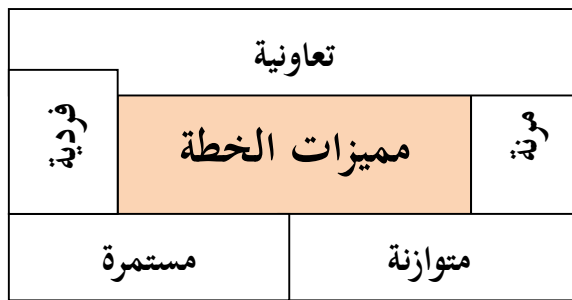 تعاونية
مرنة
مميزات الخطة
فردية
متوازنة
مستمرة